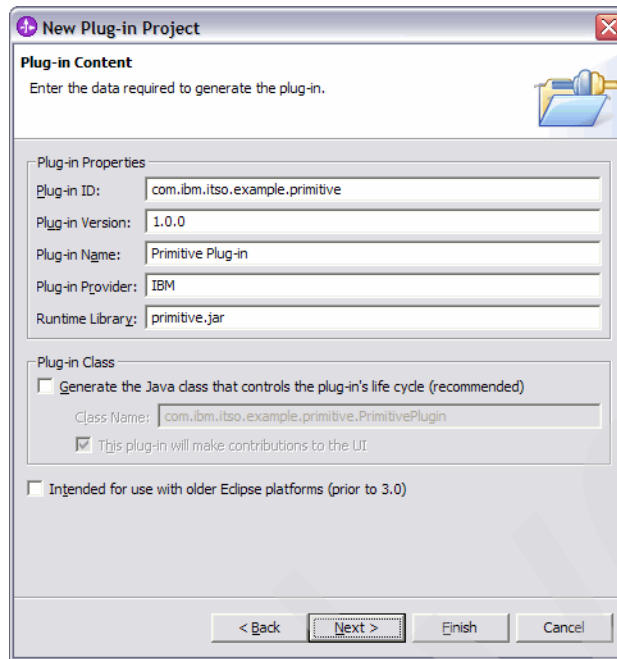 New Plug-in Project
Plug-in Content
Enter the data required to generate the plug-in.
Plug-in Properties
Plug-in ID: com.ibm.itso.example.primitive
Plug-in Version: 1.0.0
Plug-in Name: Primitive Plug-in
Plug-in Provider: IBM
Runtime Library: primitive.jar
Plug-in Class
Generate the Java class that controls the plug-in's life cycle (recommended)
Class Name: com.ibm.itso.example.primitive.PrimitivePlugin
This plug-in will make contributions to the UI
Intended for use with older Eclipse platforms (prior to 3.0)
< Back Next > Finish Cancel